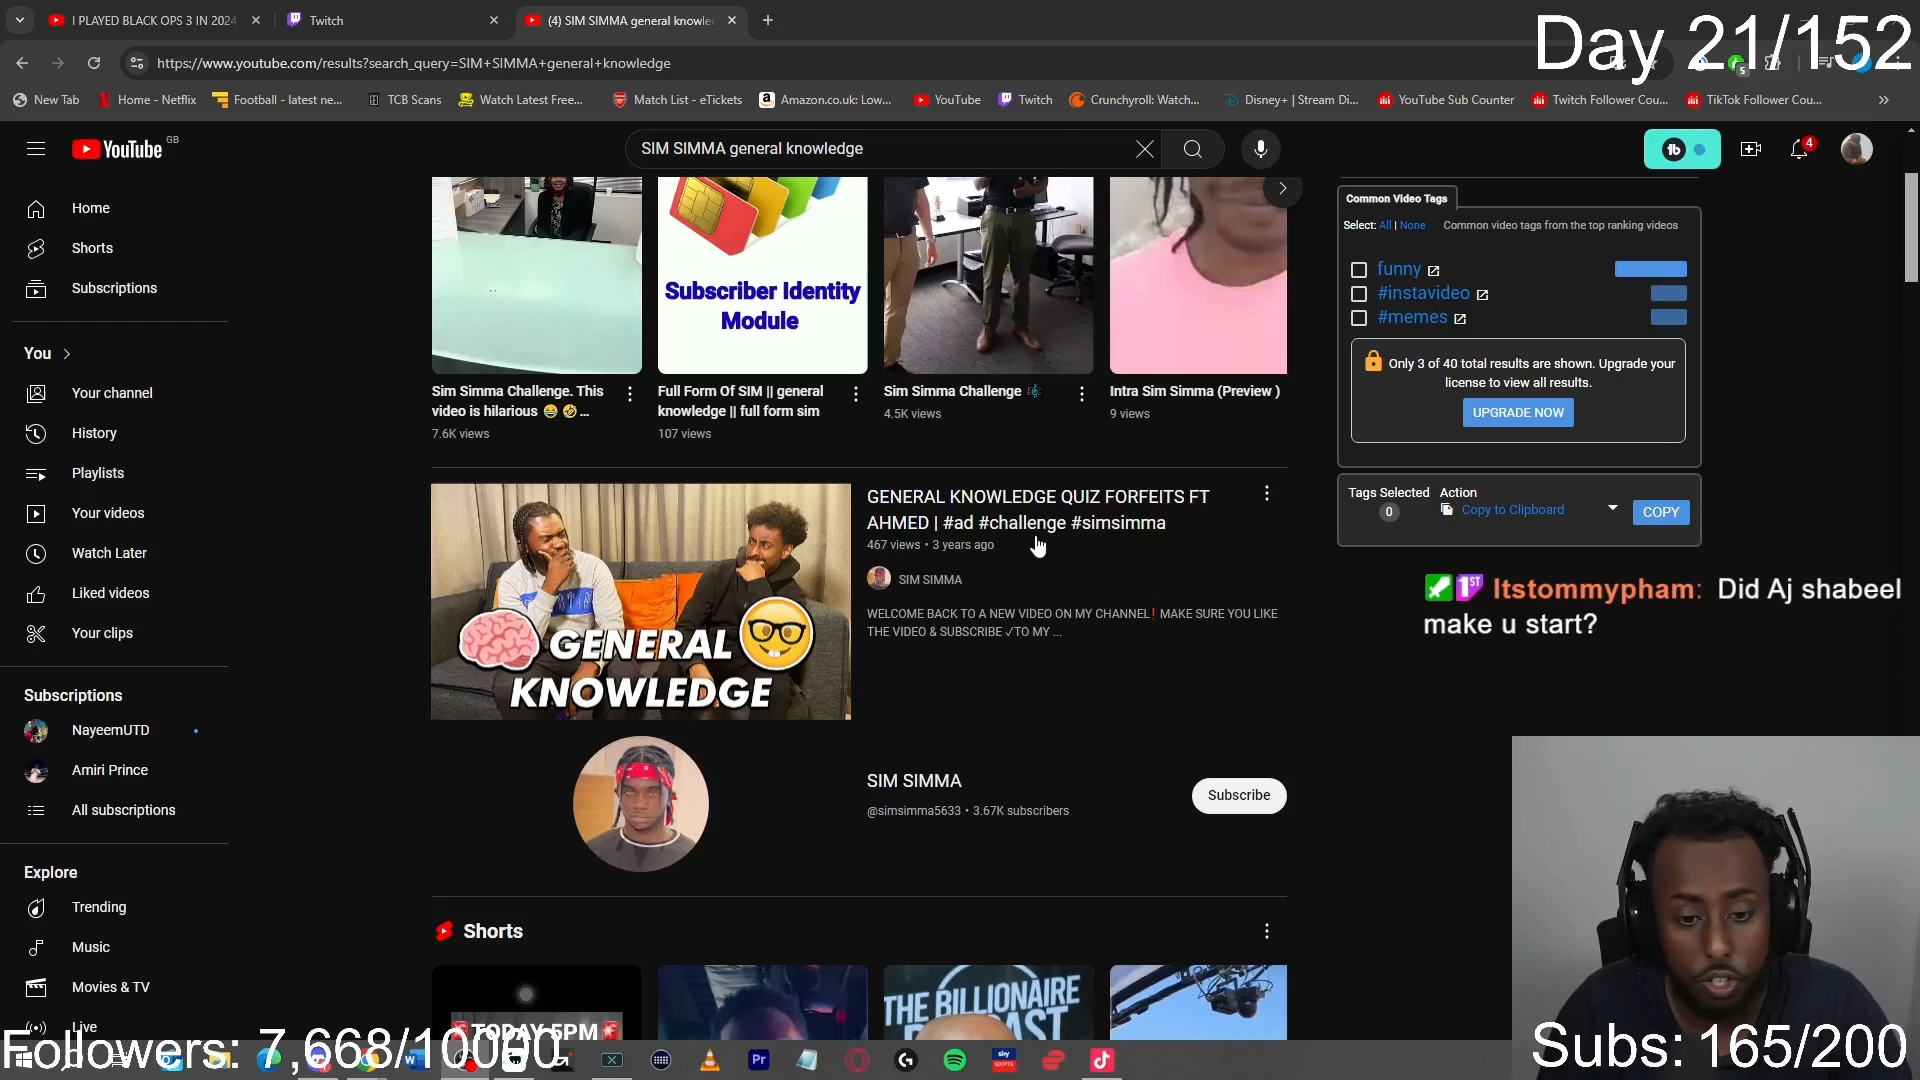 I PLAYED BLACK OPS 3 IN 2024
Twitch
(4) SIM SIMMA general knowled
Day 21/152
https://www.youtube.com/results?search_query=SIM+SIMMA+general+knowledge
5
New Tab
Home - Netflix
Football - latest ne...
TCB Scans
Watch Latest Free...
Match List - eTickets
Amazon.co.uk: Low...
YouTube
Twitch
Crunchyroll: Watch...
Disney+ | Stream Di...
YouTube Sub Counter
Twitch Follower Cou...
TikTok Follower Cou...
YouTube GB
SIM SIMMA general knowledge
4
Home
Shorts
Subscriptions
You
Your channel
History
Playlists
Your videos
Watch Later
Liked videos
Your clips
Subscriptions
NayeemUTD
Amiri Prince
All subscriptions
Explore
Trending
Music
Movies & TV
Live
Subscriber Identity
Module
Sim Simma Challenge. This
video is hilarious 😂 🤣 ...
7.6K views
Full Form Of SIM || general
knowledge || full form sim
107 views
Sim Simma Challenge 🎼
4.5K views
Intra Sim Simma (Preview )
9 views
GENERAL
KNOWLEDGE
GENERAL KNOWLEDGE QUIZ FORFEITS FT
AHMED | #ad #challenge #simsimma
467 views • 3 years ago
SIM SIMMA
WELCOME BACK TO A NEW VIDEO ON MY CHANNEL❗ MAKE SURE YOU LIKE
THE VIDEO & SUBSCRIBE ✓TO MY ...
SIM SIMMA
@simsimma5633 • 3.67K subscribers
Subscribe
Shorts
TODAY 5PM
THE BILLIONAIRE
Common Video Tags
Select: All | None Common video tags from the top ranking videos
funny
#instavideo
#memes
Only 3 of 40 total results are shown. Upgrade your
license to view all results.
UPGRADE NOW
Tags Selected Action
0 Copy to Clipboard
COPY
1ST Itstommypham: Did Aj shabeel
make u start?
Followers: 7,668/10000
Pr
sky
sports
Subs: 165/200